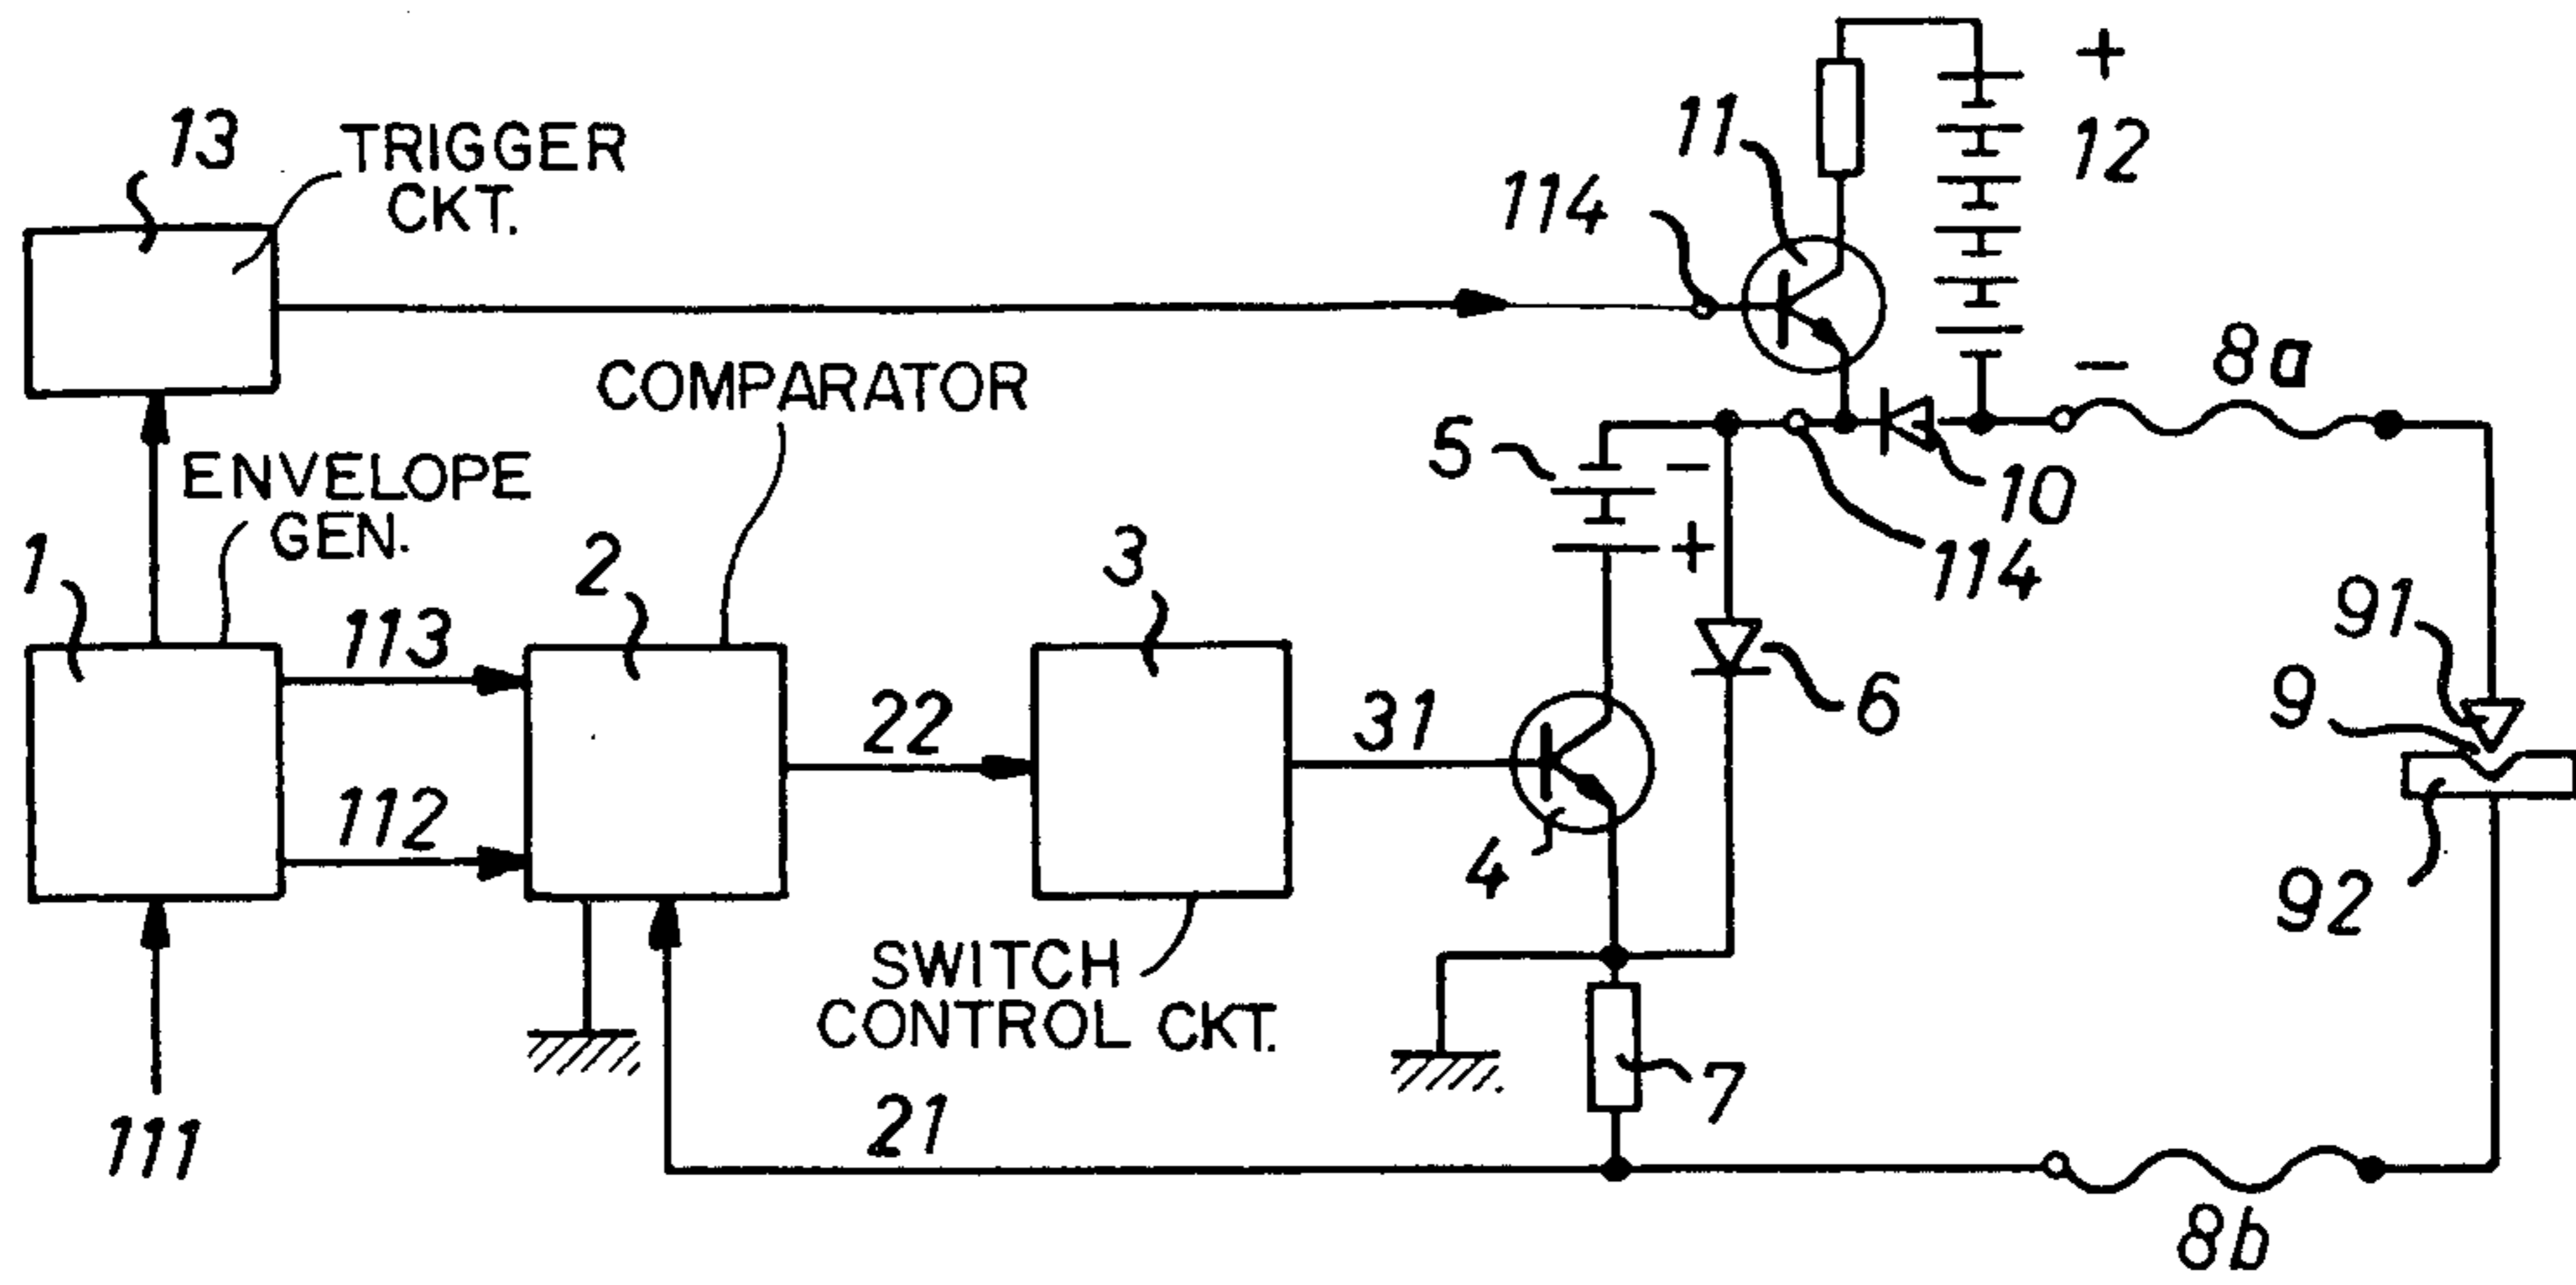 +
11
12
13
TRIGGER
CKT.
114
−
8a
COMPARATOR
5
−
ENVELOPE
GEN.
10
+
114
1
2
3
91
113
9
6
22
31
112
4
92
SWITCH
CONTROL CKT.
7
21
111
8b